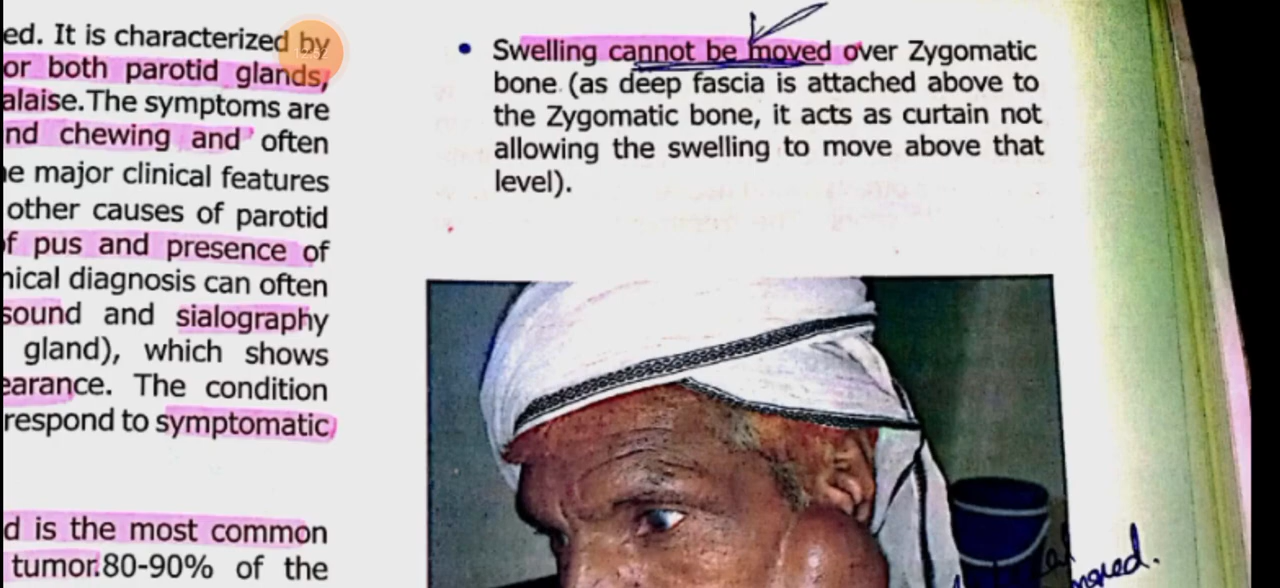 ed. It is characterized by
or both parotid glands,
alaise. The symptoms are
nd chewing and often
e major clinical features
other causes of parotid
f pus and presence of
nical diagnosis can often
sound and sialography
gland), which shows
earance. The condition
respond to symptomatic
d is the most common
tumor. 80-90% of the
• Swelling cannot be moved over Zygomatic
bone (as deep fascia is attached above to
the Zygomatic bone, it acts as curtain not
allowing the swelling to move above that
level).